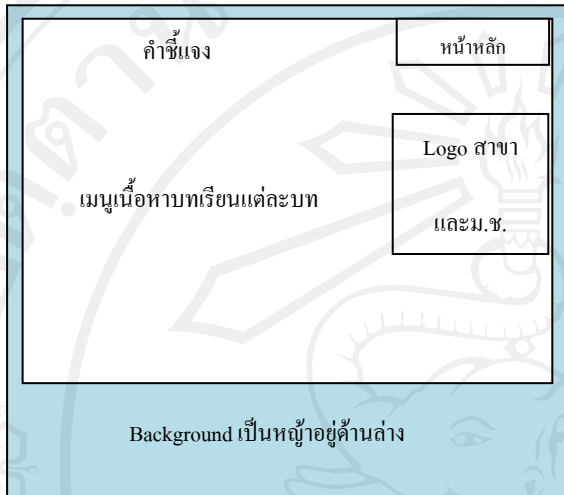 คำชี้แจง
หน้าหลัก
Logo สาขา
และม.ช.
เมนูเนื้อหาบทเรียนแต่ละบท
Background เป็นหญ้าอยู่ด้านล่าง